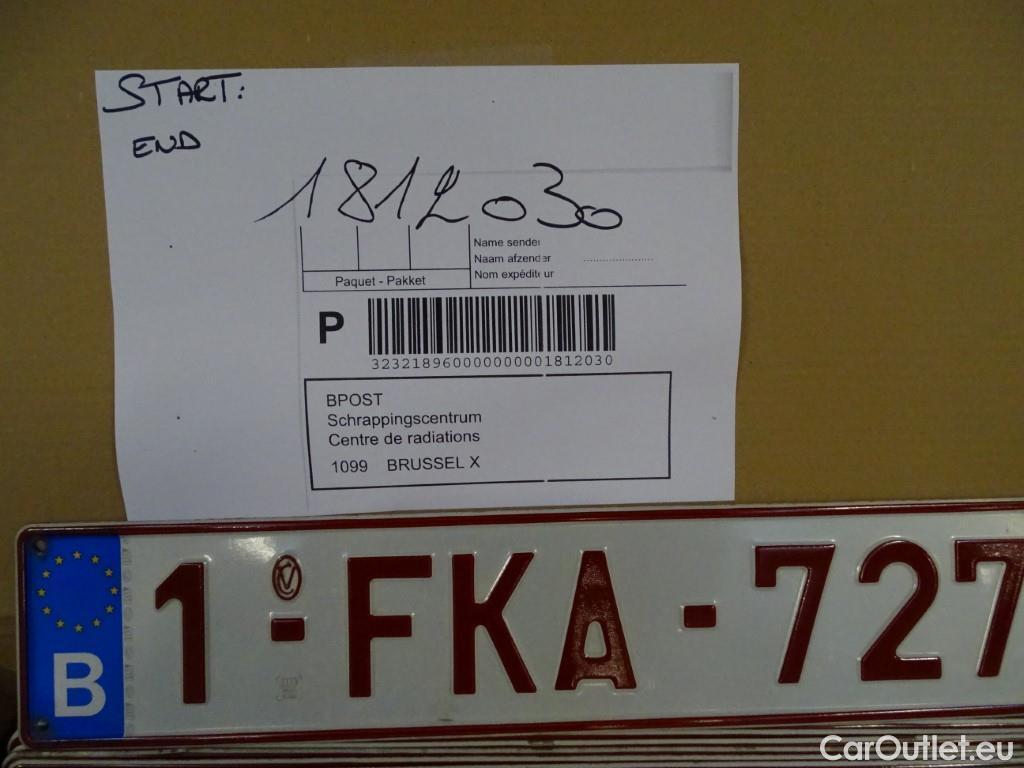 START:
END
1812030
Name sender
Naam afzender ....................
Nom expéditeur
Paquet - Pakket
P
32321896000000001812030
BPOST
Schrappingscentrum
Centre de radiations
1099 BRUSSEL X
B 1-FKA-727
CarOutlet.eu